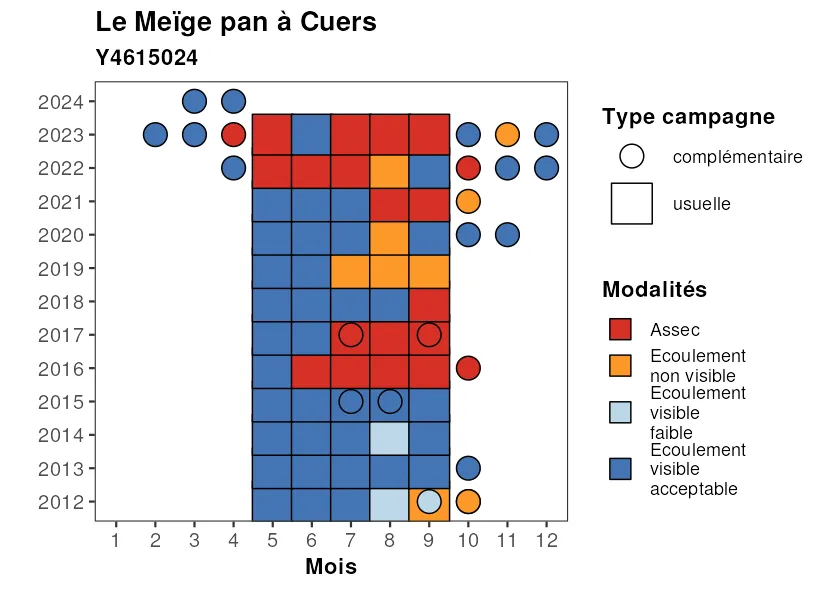 Le Meïge pan à Cuers
Y4615024
2024
2023
2022
2021
2020
2019
2018
2017
2016
2015
2014
2013
2012
1 2 3 4 5 6 7 8 9 10 11 12
Mois
Type campagne
complémentaire
usuelle
Modalités
Assec
Ecoulement
non visible
Ecoulement
visible
faible
Ecoulement
visible
acceptable